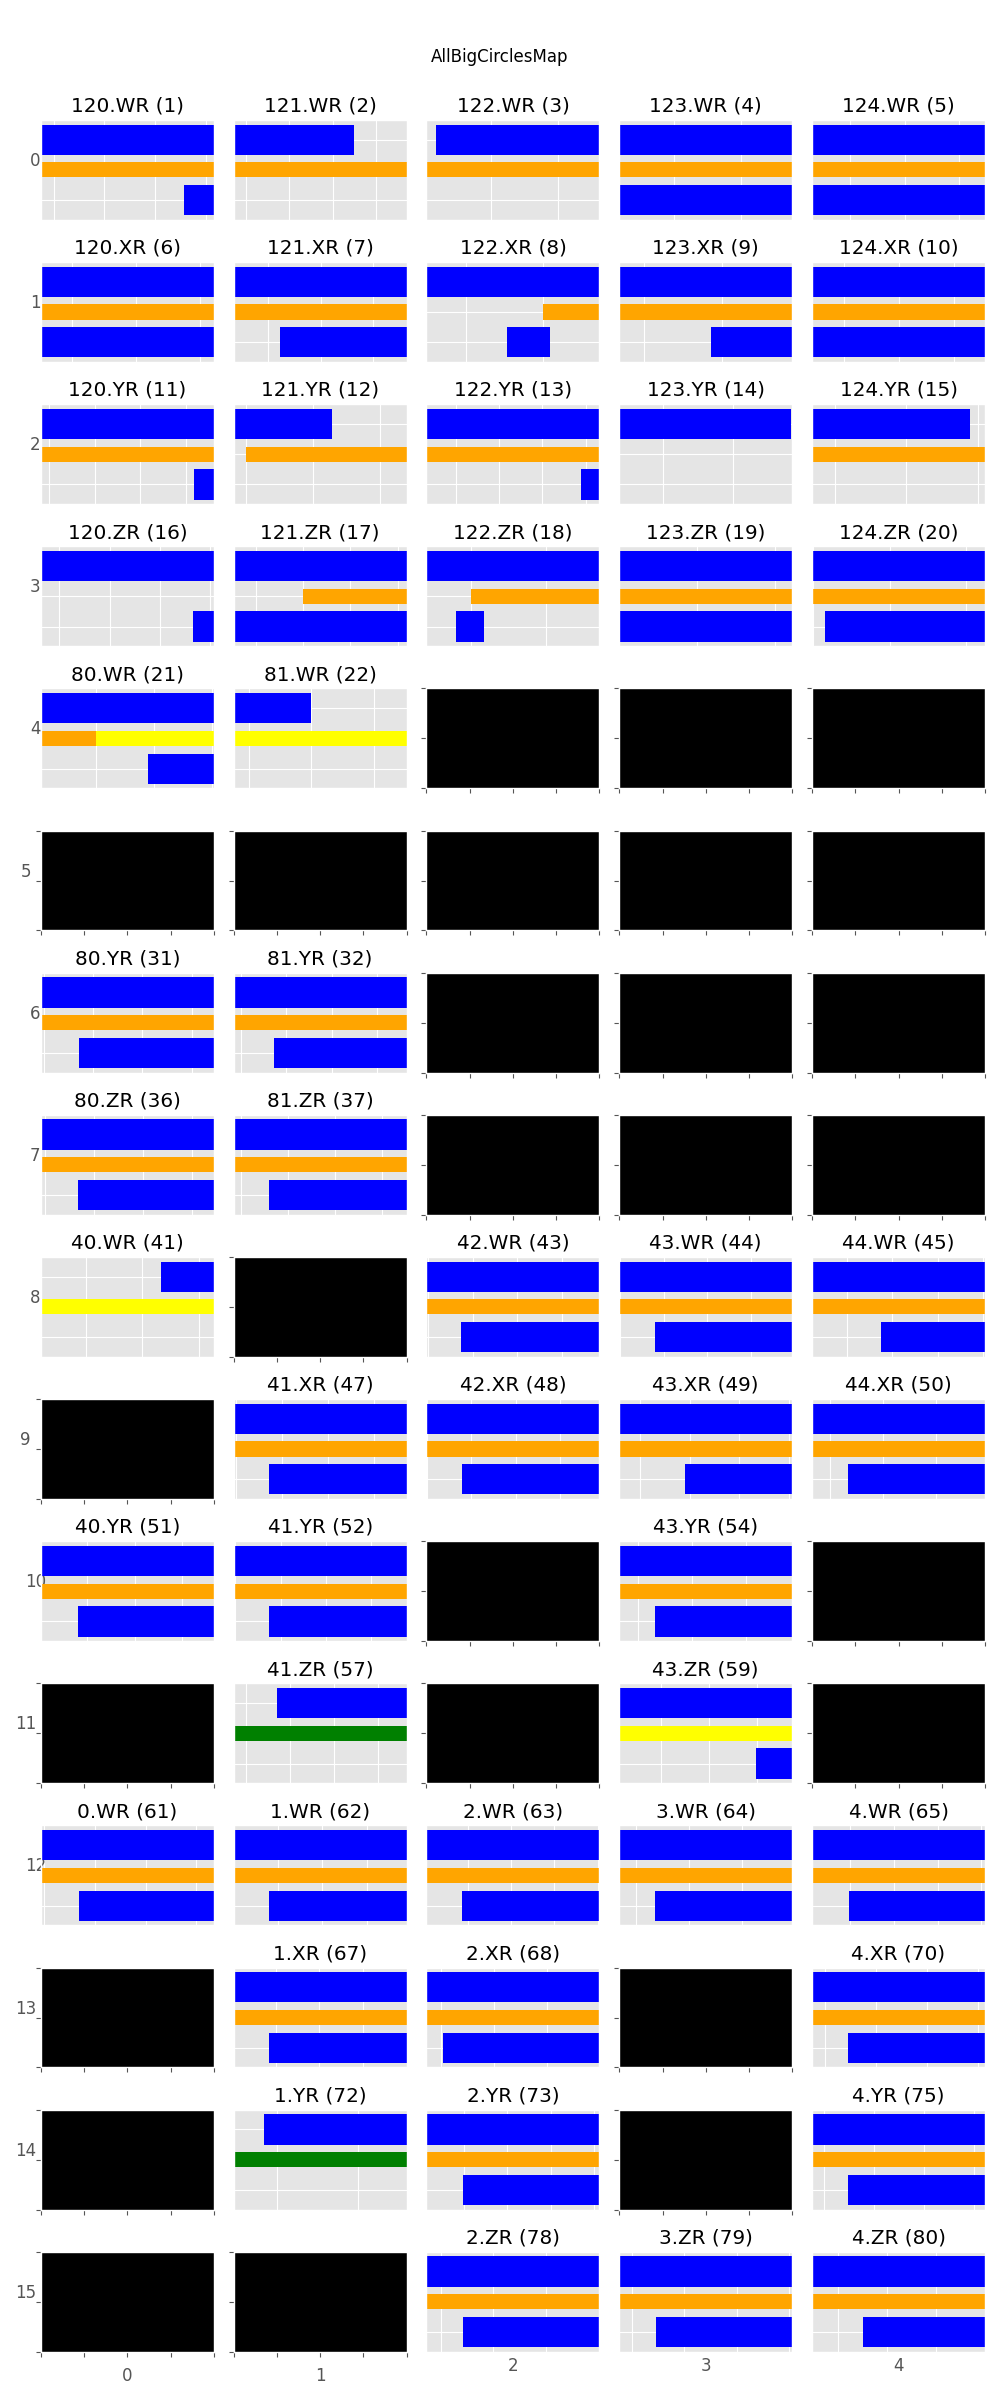 AllBigCirclesMap
120.WR (1) 121.WR (2) 122.WR (3) 123.WR (4) 124.WR (5)
0
120.XR (6) 121.XR (7) 122.XR (8) 123.XR (9) 124.XR (10)
1
120.YR (11) 121.YR (12) 122.YR (13) 123.YR (14) 124.YR (15)
2
120.ZR (16) 121.ZR (17) 122.ZR (18) 123.ZR (19) 124.ZR (20)
3
80.WR (21) 81.WR (22)
4
5
80.YR (31) 81.YR (32)
6
80.ZR (36) 81.ZR (37)
7
40.WR (41) 42.WR (43) 43.WR (44) 44.WR (45)
8
41.XR (47) 42.XR (48) 43.XR (49) 44.XR (50)
9
40.YR (51) 41.YR (52) 43.YR (54)
10
41.ZR (57) 43.ZR (59)
11
0.WR (61) 1.WR (62) 2.WR (63) 3.WR (64) 4.WR (65)
12
1.XR (67) 2.XR (68) 4.XR (70)
13
1.YR (72) 2.YR (73) 4.YR (75)
14
2.ZR (78) 3.ZR (79) 4.ZR (80)
15
0 1 2 3 4